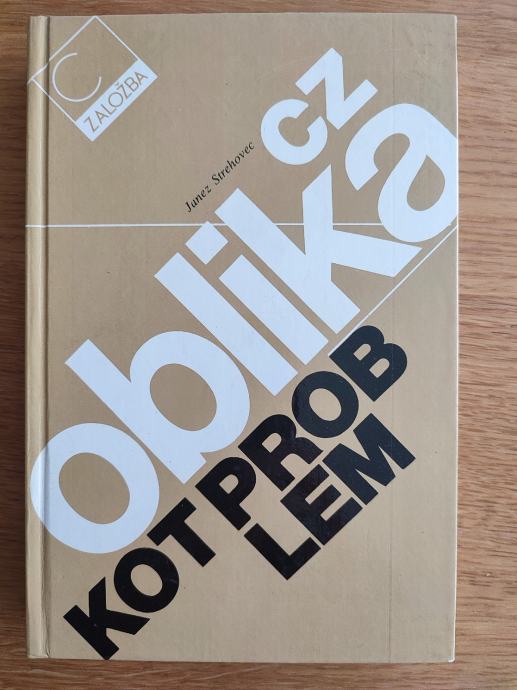 C
ZALOŽBA
cz
Janez Strehovec
oblika
KOT PROB
LEM